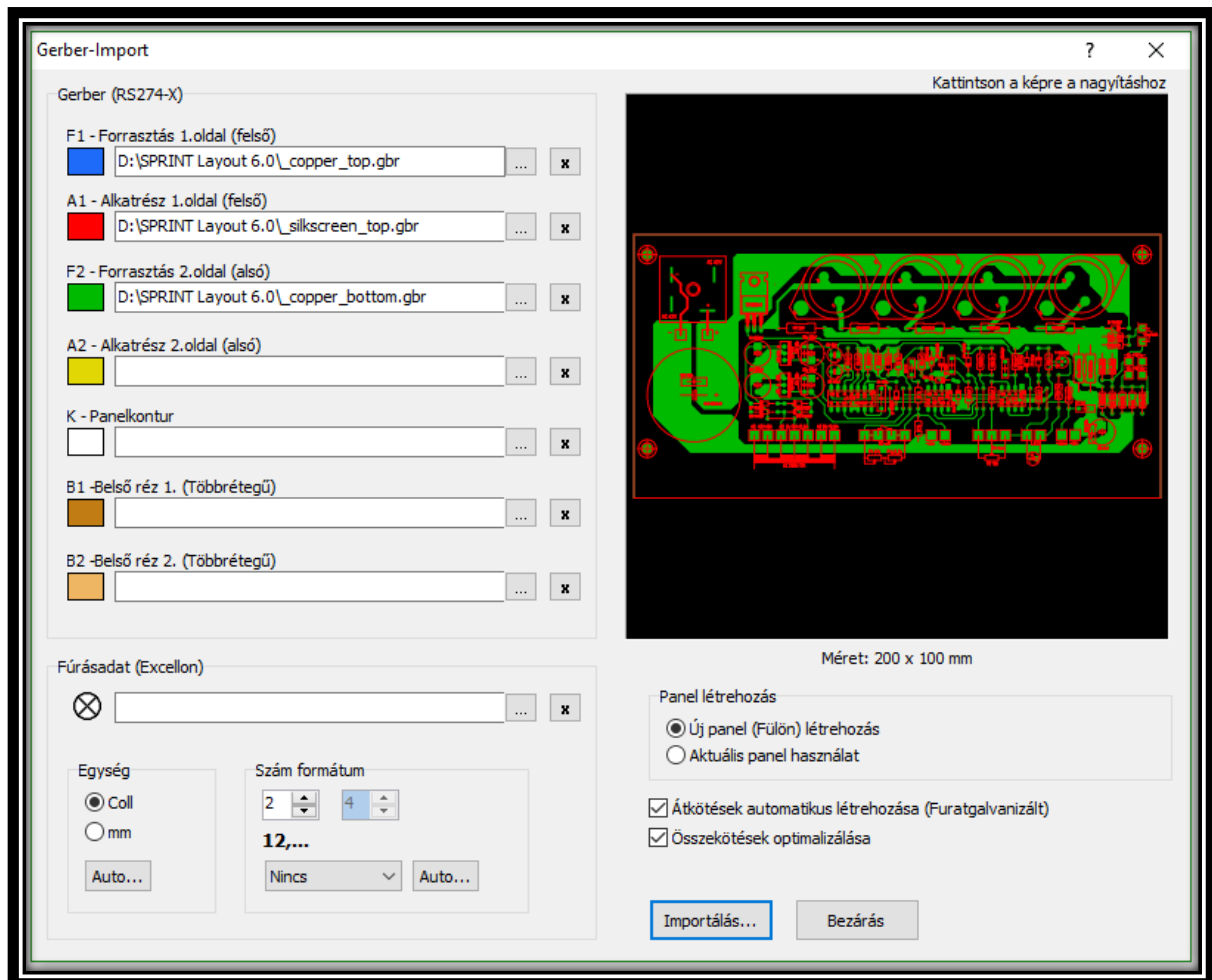 Gerber-Import
?
Gerber (RS274-X)
F1 - Forrasztás 1.oldal (felső)
D:\SPRINT Layout 6.0\_copper_top.gbr
...
x
A1 - Alkatrész 1.oldal (felső)
D:\SPRINT Layout 6.0\_silkscreen_top.gbr
...
x
F2 - Forrasztás 2.oldal (alsó)
D:\SPRINT Layout 6.0\_copper_bottom.gbr
...
x
A2 - Alkatrész 2.oldal (alsó)
...
x
K - Panelkontur
...
x
B1 -Belső réz 1. (Többrétegű)
...
x
B2 -Belső réz 2. (Többrétegű)
...
x
Fúrásadat (Excellon)
...
x
Egység
Coll
mm
Auto...
Szám formátum
2
4
12,...
Nincs
Auto...
Kattintson a képre a nagyításhoz
Méret: 200 x 100 mm
Panel létrehozás
Új panel (Fülön) létrehozás
Aktuális panel használat
Átkötések automatikus létrehozása (Furatgalvanizált)
Összekötések optimalizálása
Importálás...
Bezárás